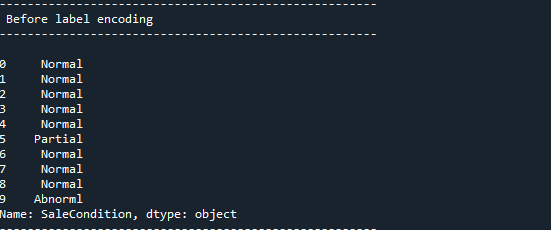 ------------------------------------------------------
 Before label encoding
------------------------------------------------------
0     Normal
1     Normal
2     Normal
3     Normal
4     Normal
5    Partial
6     Normal
7     Normal
8     Normal
9    Abnorml
Name: SaleCondition, dtype: object
------------------------------------------------------